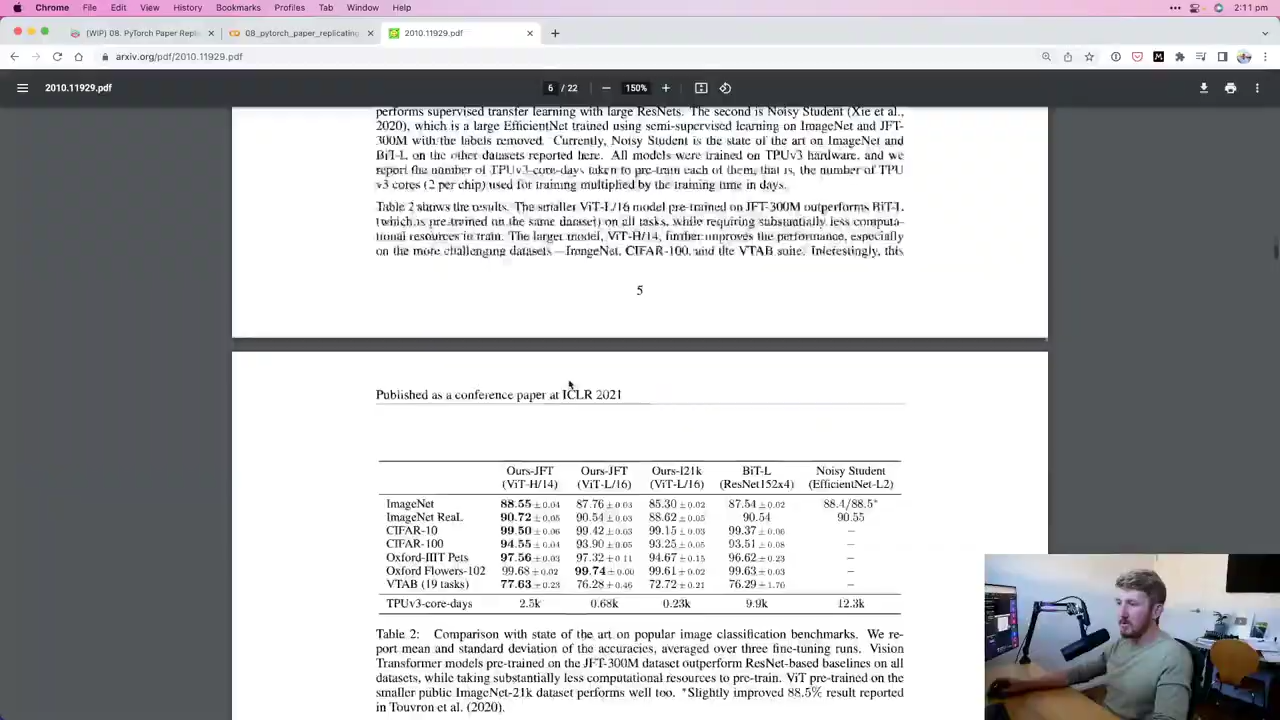 Chrome File Edit View History Bookmarks Profiles Tab Window Help 2:11 pm
(WIP) 08. PyTorch Paper Repli 08_pytorch_paper_replicating 2010.11929.pdf
arxiv.org/pdf/2010.11929.pdf
2010.11929.pdf 6 / 22 150%
performs supervised transfer learning with large ResNets. The second is Noisy Student (Xie et al.,
2020), which is a large EfficientNet trained using semi-supervised learning on ImageNet and JFT-
300M with the labels removed. Currently, Noisy Student is the state of the art on ImageNet and
BiT-L on the other datasets reported here. All models were trained on TPUv3 hardware, and we
report the number of TPUv3-core-days taken to pre-train each of them, that is, the number of TPU
v3 cores (2 per chip) used for training multiplied by the training time in days.
Table 2 shows the results. The smaller ViT-L/16 model pre-trained on JFT-300M outperforms BiT-L
(which is pre-trained on the same dataset) on all tasks, while requiring substantially less computa-
tional resources to train. The larger model, ViT-H/14, further improves the performance, especially
on the more challenging datasets – ImageNet, CIFAR-100, and the VTAB suite. Interestingly, this
5
Published as a conference paper at ICLR 2021
Ours-JFT Ours-JFT Ours-I21k BiT-L Noisy Student
(ViT-H/14) (ViT-L/16) (ViT-L/16) (ResNet152x4) (EfficientNet-L2)
ImageNet 88.55 ± 0.04 87.76 ± 0.03 85.30 ± 0.02 87.54 ± 0.02 88.4/88.5*
ImageNet ReaL 90.72 ± 0.05 90.54 ± 0.03 88.62 ± 0.05 90.54 90.55
CIFAR-10 99.50 ± 0.06 99.42 ± 0.03 99.15 ± 0.03 99.37 ± 0.06 –
CIFAR-100 94.55 ± 0.04 93.90 ± 0.05 93.25 ± 0.05 93.51 ± 0.08 –
Oxford-IIIT Pets 97.56 ± 0.03 97.32 ± 0.11 94.67 ± 0.15 96.62 ± 0.23 –
Oxford Flowers-102 99.68 ± 0.02 99.74 ± 0.00 99.61 ± 0.02 99.63 ± 0.03 –
VTAB (19 tasks) 77.63 ± 0.23 76.28 ± 0.46 72.72 ± 0.21 76.29 ± 1.70 –
TPUv3-core-days 2.5k 0.68k 0.23k 9.9k 12.3k
Table 2: Comparison with state of the art on popular image classification benchmarks. We re-
port mean and standard deviation of the accuracies, averaged over three fine-tuning runs. Vision
Transformer models pre-trained on the JFT-300M dataset outperform ResNet-based baselines on all
datasets, while taking substantially less computational resources to pre-train. ViT pre-trained on the
smaller public ImageNet-21k dataset performs well too. *Slightly improved 88.5% result reported
in Touvron et al. (2020).